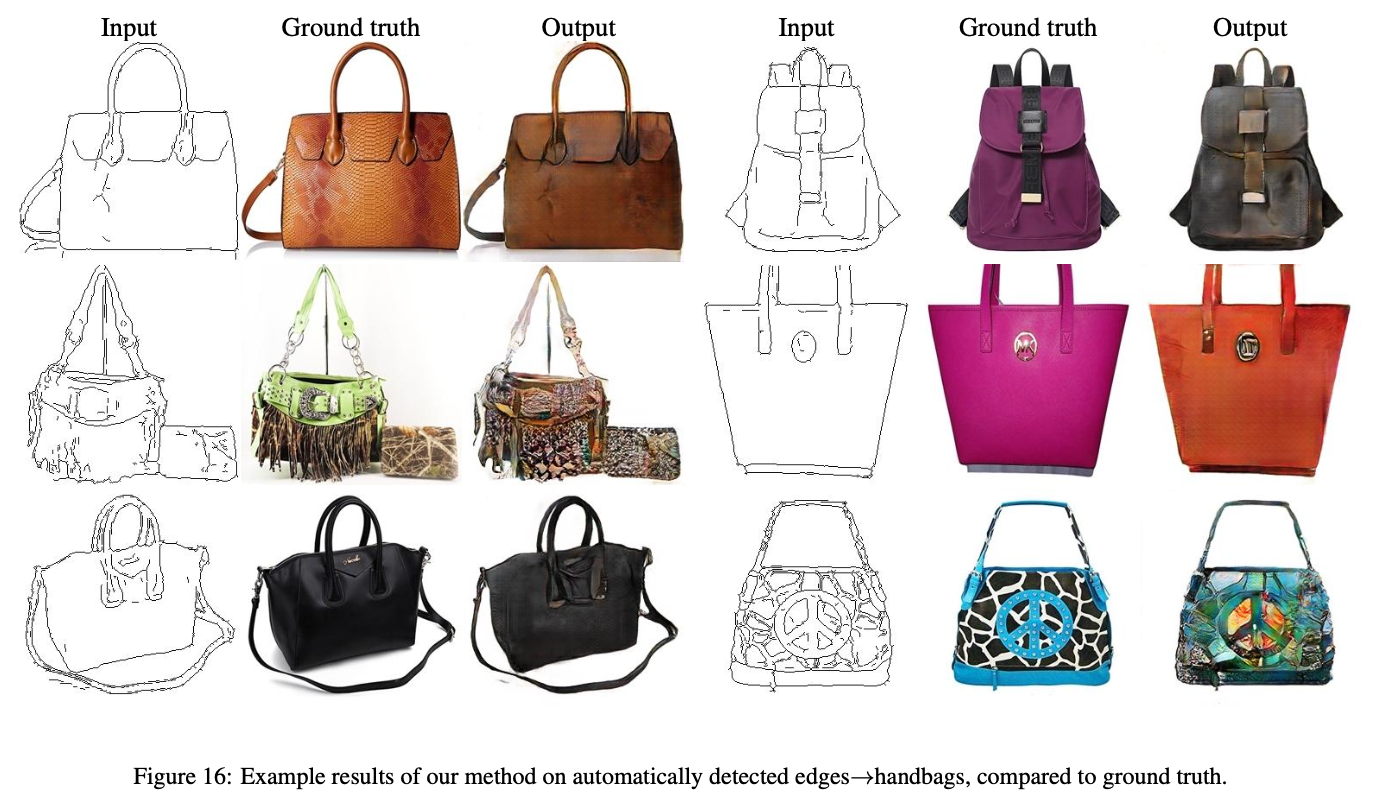 Input Ground truth Output Input Ground truth Output
Figure 16: Example results of our method on automatically detected edges→handbags, compared to ground truth.